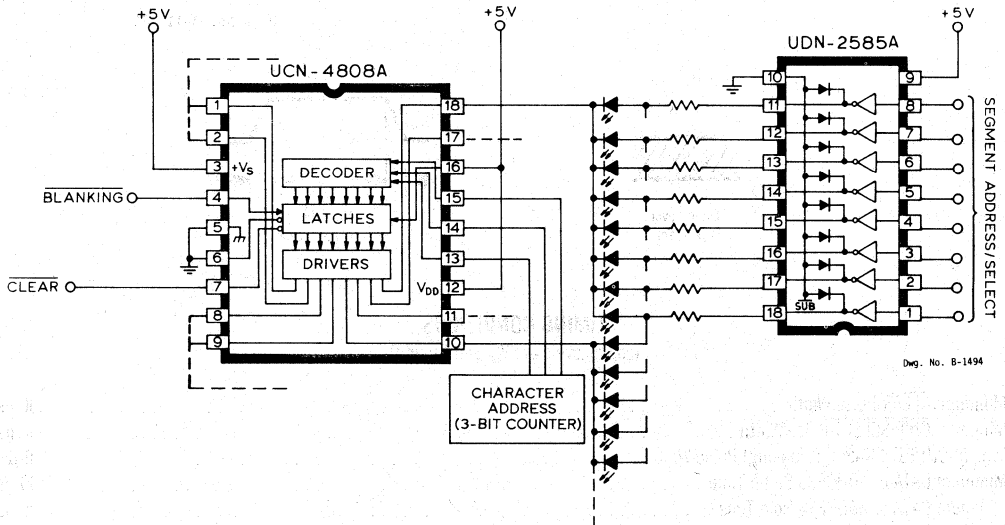 +5V
+5V
+5V
UCN-4808A
UDN-2585A
1
2
3
4
5
6
7
8
9
18
17
16
15
14
13
12
11
10
+VS
VDD
DECODER
LATCHES
DRIVERS
BLANKING
CLEAR
CHARACTER
ADDRESS
(3-BIT COUNTER)
10
11
12
13
14
15
16
17
18
9
8
7
6
5
4
3
2
1
SUB
SEGMENT ADDRESS/SELECT
Dwg. No. B-1494